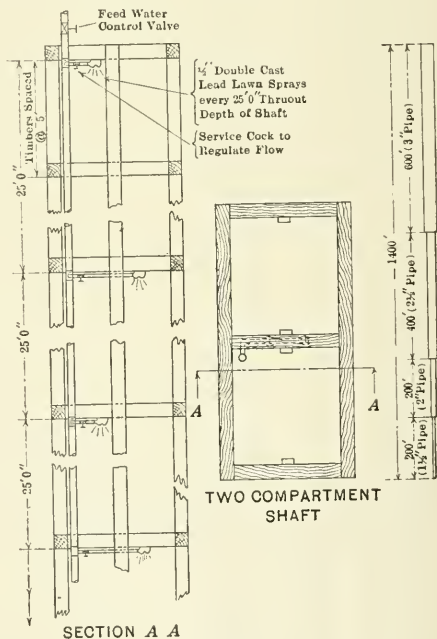 Feed Water
Control Valve
½" Double Cast
Lead Lawn Sprays
every 25'0" Thruout
Depth of Shaft
Service Cock to
Regulate Flow
Timbers Spaced
@ 5'
25'0"
25'0"
25'0"
600' (3" Pipe)
1400'
400' (2½" Pipe)
200'
(2" Pipe)
200'
(1½" Pipe)
A
A
TWO COMPARTMENT
SHAFT
SECTION A A